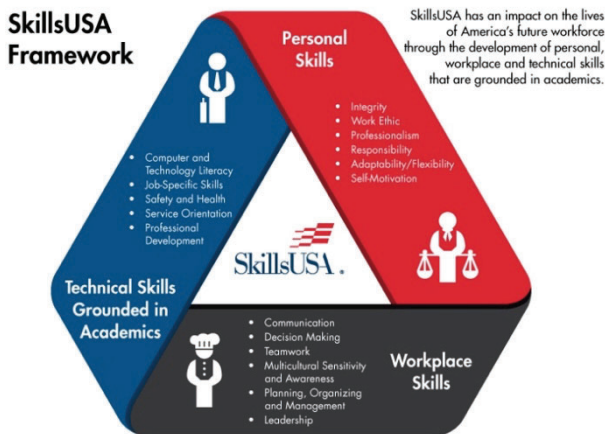 SkillsUSA
Framework
SkillsUSA has an impact on the lives
of America's future workforce
through the development of personal,
workplace and technical skills
that are grounded in academics.
Personal
Skills
• Integrity
• Work Ethic
• Professionalism
• Responsibility
• Adaptability/Flexibility
• Self-Motivation
• Computer and
Technology Literacy
• Job-Specific Skills
• Safety and Health
• Service Orientation
• Professional
Development
Technical Skills
Grounded in
Academics
SkillsUSA.
• Communication
• Decision Making
• Teamwork
• Multicultural Sensitivity
and Awareness
• Planning, Organizing
and Management
• Leadership
Workplace
Skills